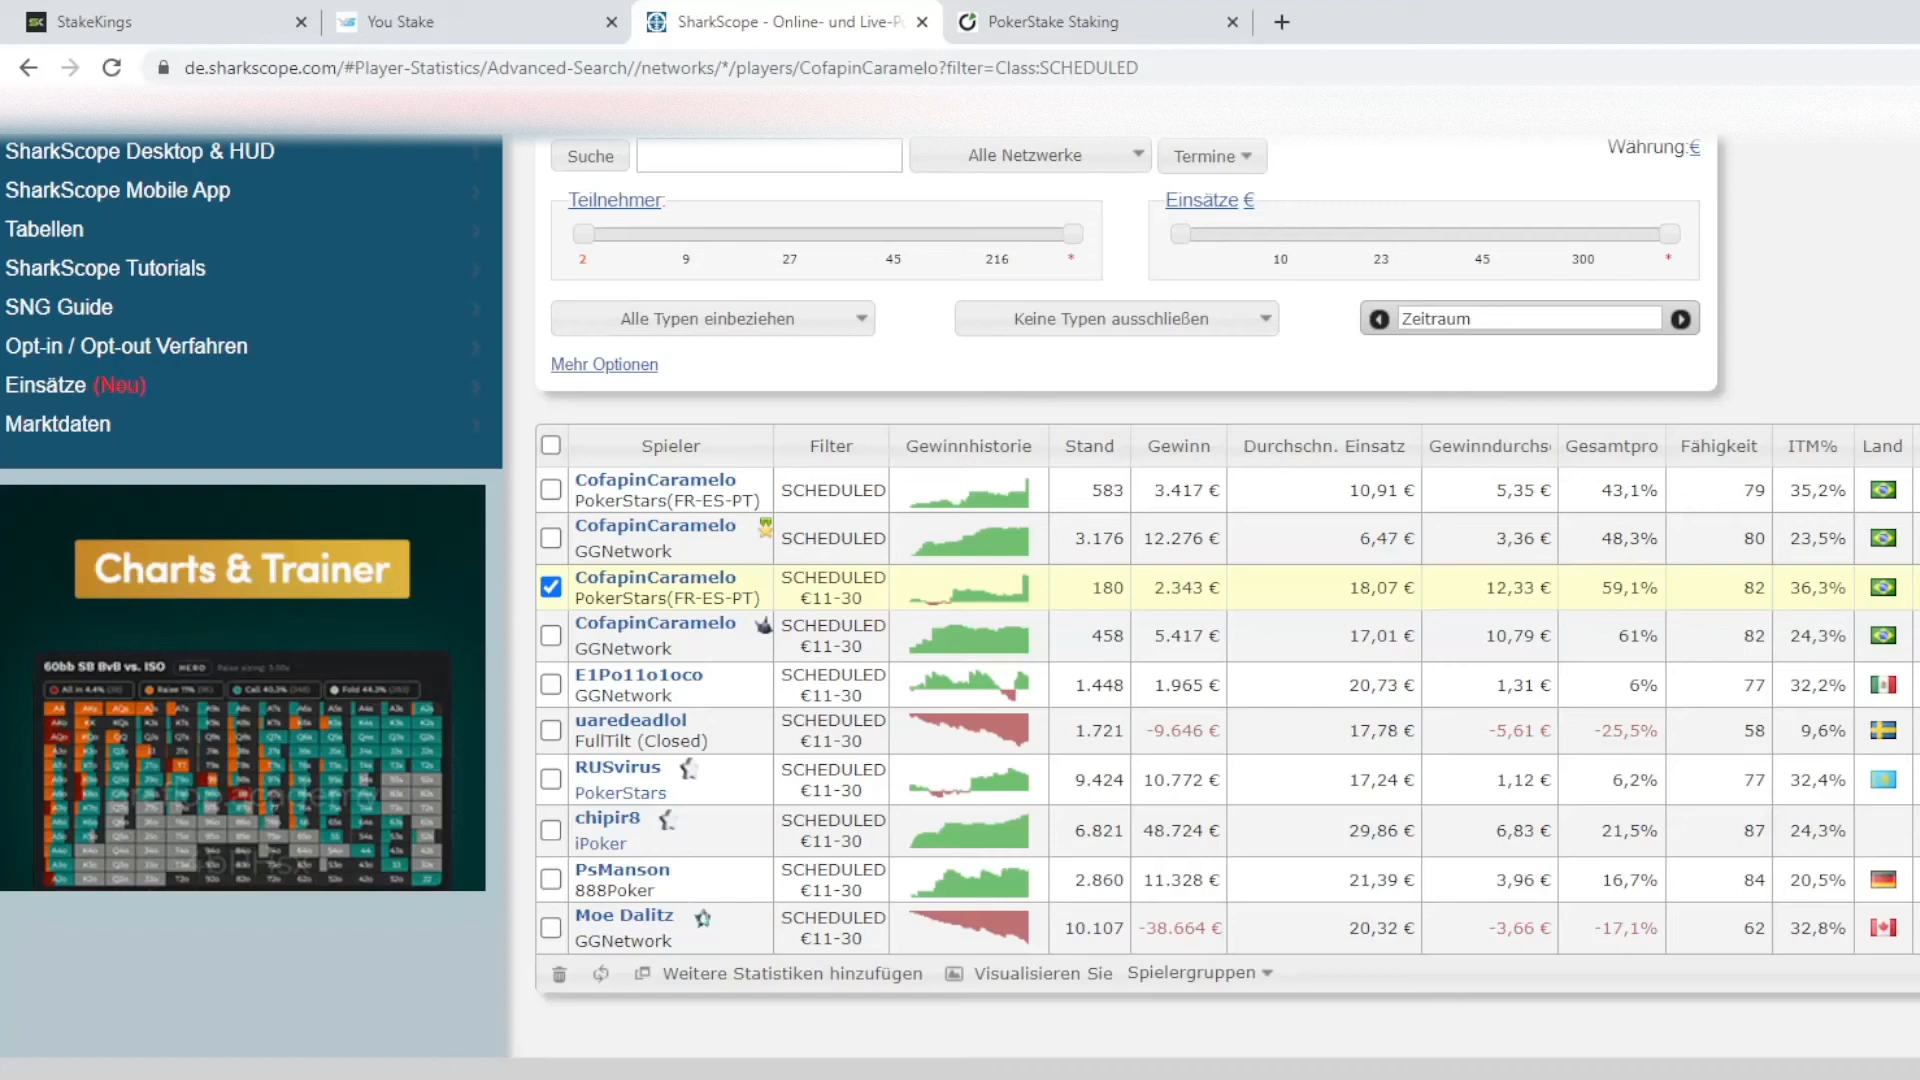 StakeKings
You Stake
SharkScope - Online- und Live-Po
PokerStake Staking
de.sharkscope.com/#Player-Statistics/Advanced-Search//networks/*/players/CofapinCaramelo?filter=Class:SCHEDULED
SharkScope Desktop & HUD
SharkScope Mobile App
Tabellen
SharkScope Tutorials
SNG Guide
Opt-in / Opt-out Verfahren
Einsätze (Neu)
Marktdaten
Charts & Trainer
60bb SB BvB vs. ISO HERO
Suche Alle Netzwerke Termine Währung:€
Teilnehmer: Einsätze €
2 9 27 45 216 * 10 23 45 300 *
Alle Typen einbeziehen Keine Typen ausschließen Zeitraum
Mehr Optionen
Spieler Filter Gewinnhistorie Stand Gewinn Durchschn. Einsatz Gewinndurchs Gesamtpro Fähigkeit ITM% Land
CofapinCaramelo
PokerStars(FR-ES-PT) SCHEDULED 583 3.417 € 10,91 € 5,35 € 43,1% 79 35,2%
CofapinCaramelo
GGNetwork SCHEDULED 3.176 12.276 € 6,47 € 3,36 € 48,3% 80 23,5%
CofapinCaramelo SCHEDULED
PokerStars(FR-ES-PT) €11-30 180 2.343 € 18,07 € 12,33 € 59,1% 82 36,3%
CofapinCaramelo SCHEDULED
GGNetwork €11-30 458 5.417 € 17,01 € 10,79 € 61% 82 24,3%
E1Po11o1oco SCHEDULED
GGNetwork €11-30 1.448 1.965 € 20,73 € 1,31 € 6% 77 32,2%
uaredeadlol SCHEDULED
FullTilt (Closed) €11-30 1.721 -9.646 € 17,78 € -5,61 € -25,5% 58 9,6%
RUSvirus SCHEDULED
PokerStars €11-30 9.424 10.772 € 17,24 € 1,12 € 6,2% 77 32,4%
chipir8 SCHEDULED
iPoker €11-30 6.821 48.724 € 29,86 € 6,83 € 21,5% 87 24,3%
PsManson SCHEDULED
888Poker €11-30 2.860 11.328 € 21,39 € 3,96 € 16,7% 84 20,5%
Moe Dalitz SCHEDULED
GGNetwork €11-30 10.107 -38.664 € 20,32 € -3,66 € -17,1% 62 32,8%
Weitere Statistiken hinzufügen Visualisieren Sie Spielergruppen